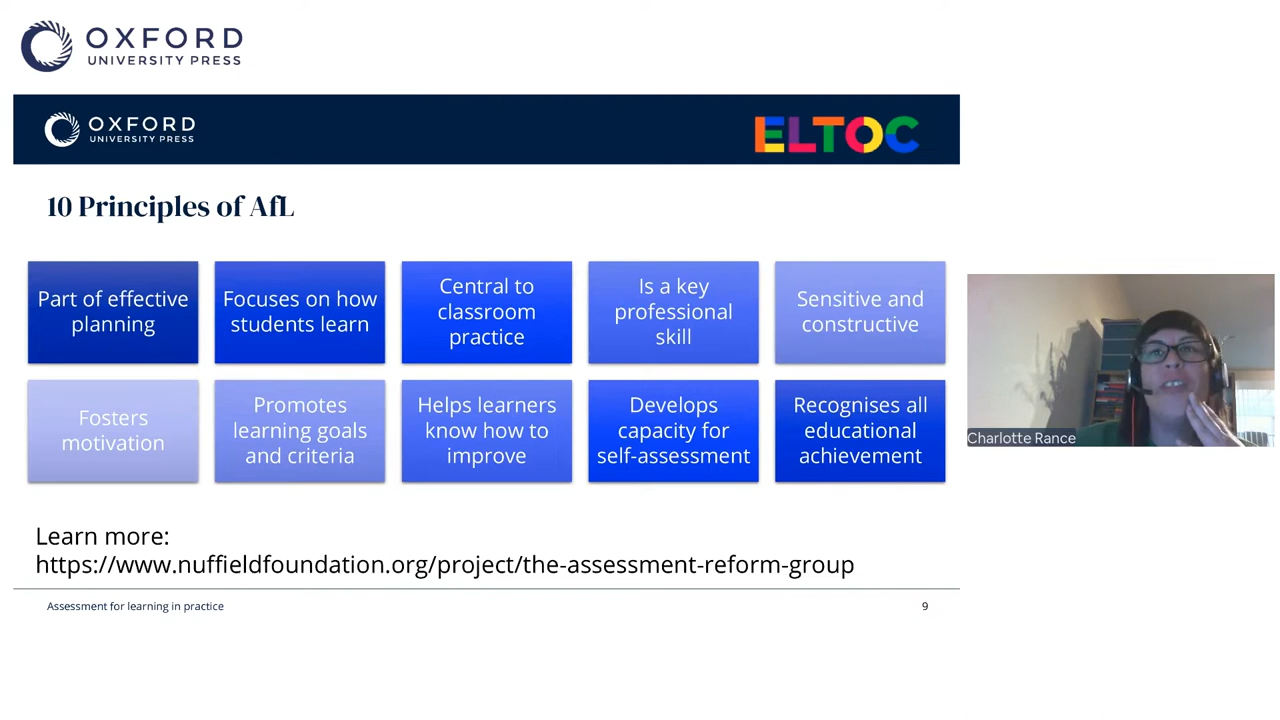 OXFORD
UNIVERSITY PRESS
OXFORD
UNIVERSITY PRESS
ELTOC
10 Principles of AfL
Part of effective
planning
Focuses on how
students learn
Central to
classroom
practice
Is a key
professional
skill
Sensitive and
constructive
Fosters
motivation
Promotes
learning goals
and criteria
Helps learners
know how to
improve
Develops
capacity for
self-assessment
Recognises all
educational
achievement
Charlotte Rance
Learn more:
https://www.nuffieldfoundation.org/project/the-assessment-reform-group
Assessment for learning in practice
9